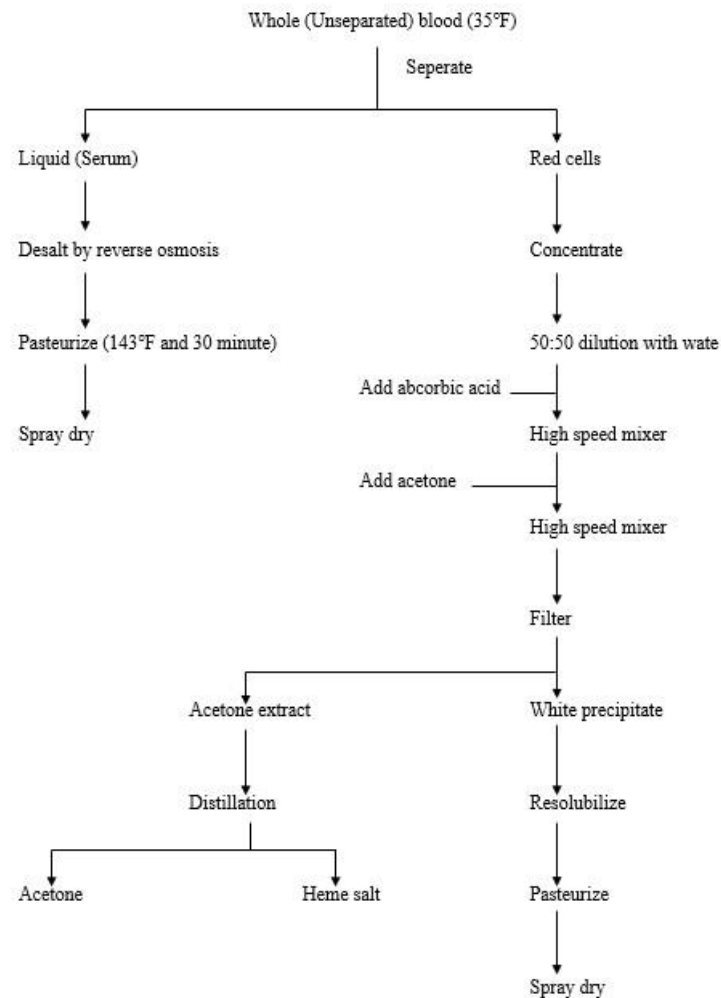 Whole (Unseparated) blood (35°F)
Seperate
Liquid (Serum)
Red cells
Desalt by reverse osmosis
Concentrate
Pasteurize (143°F and 30 minute)
50:50 dilution with wate
Add abcorbic acid
Spray dry
High speed mixer
Add acetone
High speed mixer
Filter
Acetone extract
White precipitate
Distillation
Resolubilize
Acetone
Heme salt
Pasteurize
Spray dry